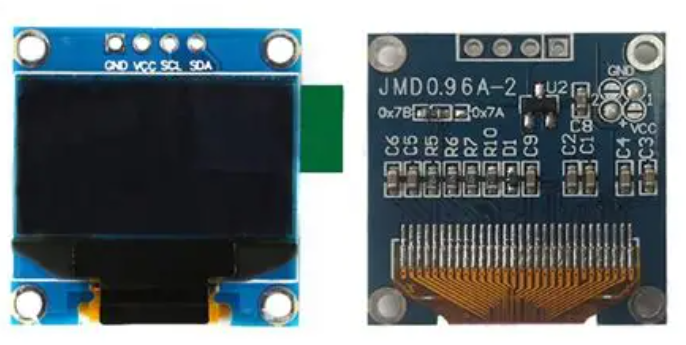 GND VCC SCL SDA
JMD0.96A-2
U2
GND
0x7B
0x7A
2
1
C8
+
VCC
C6
C5
R5
R6
R7
R10
D1
C9
C2
C1
C4
C3